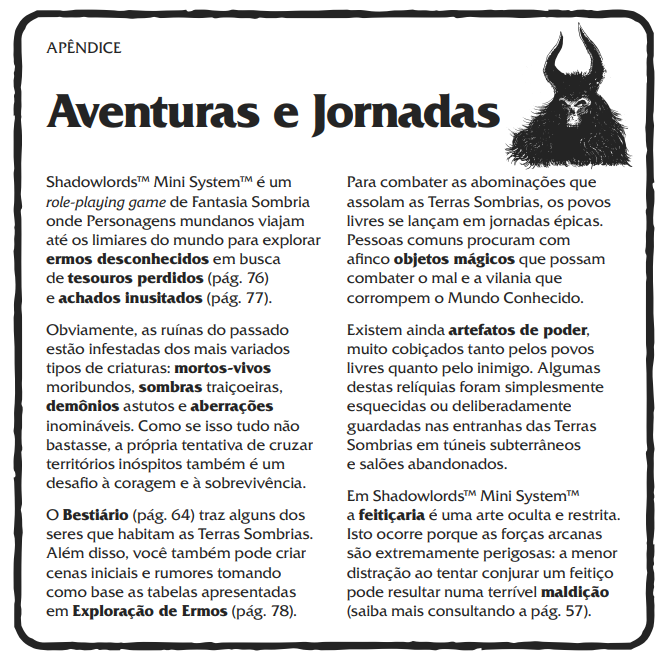 APÊNDICE
Aventuras e Jornadas
Shadowlords™ Mini System™ é um
role-playing game de Fantasia Sombria
onde Personagens mundanos viajam
até os limiares do mundo para explorar
ermos desconhecidos em busca
de tesouros perdidos (pág. 76)
e achados inusitados (pág. 77).
Obviamente, as ruínas do passado
estão infestadas dos mais variados
tipos de criaturas: mortos-vivos
moribundos, sombras traiçoeiras,
demônios astutos e aberrações
inomináveis. Como se isso tudo não
bastasse, a própria tentativa de cruzar
territórios inóspitos também é um
desafio à coragem e à sobrevivência.
O Bestiário (pág. 64) traz alguns dos
seres que habitam as Terras Sombrias.
Além disso, você também pode criar
cenas iniciais e rumores tomando
como base as tabelas apresentadas
em Exploração de Ermos (pág. 78).
Para combater as abominações que
assolam as Terras Sombrias, os povos
livres se lançam em jornadas épicas.
Pessoas comuns procuram com
afinco objetos mágicos que possam
combater o mal e a vilania que
corrompem o Mundo Conhecido.
Existem ainda artefatos de poder,
muito cobiçados tanto pelos povos
livres quanto pelo inimigo. Algumas
destas relíquias foram simplesmente
esquecidas ou deliberadamente
guardadas nas entranhas das Terras
Sombrias em túneis subterrâneos
e salões abandonados.
Em Shadowlords™ Mini System™
a feitiçaria é uma arte oculta e restrita.
Isto ocorre porque as forças arcanas
são extremamente perigosas: a menor
distração ao tentar conjurar um feitiço
pode resultar numa terrível maldição
(saiba mais consultando a pág. 57).